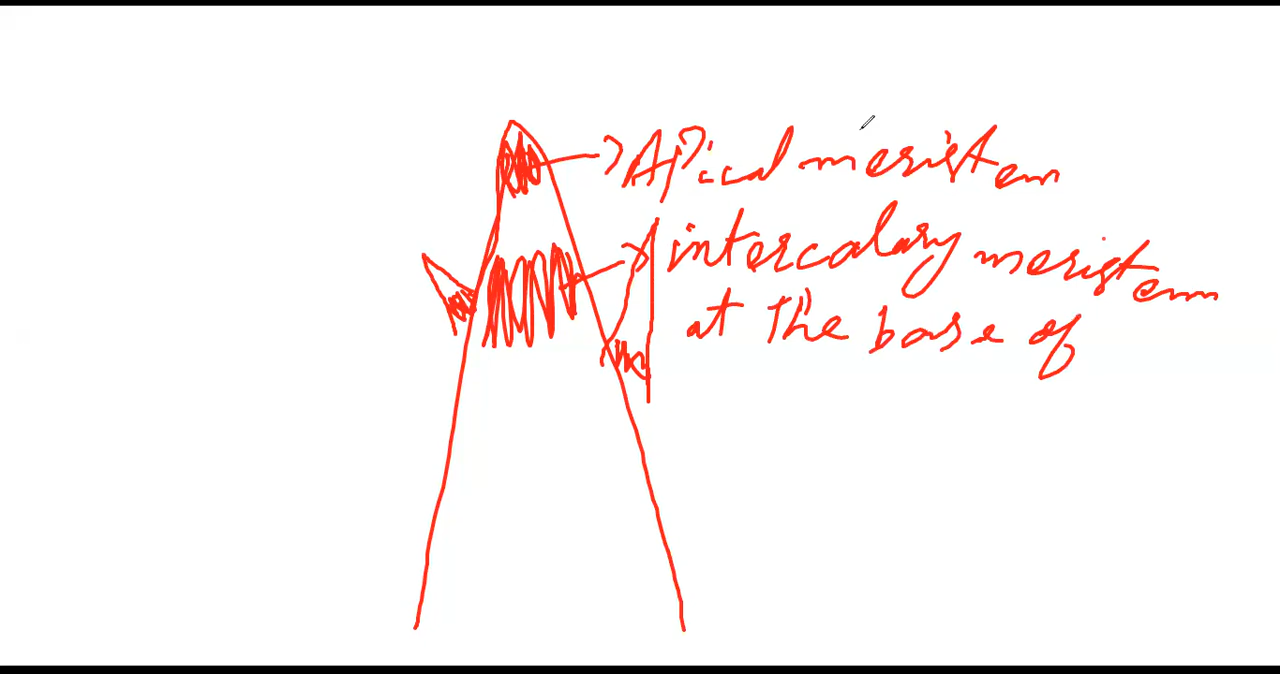 Apical meristem
intercalary meristem
at the base of